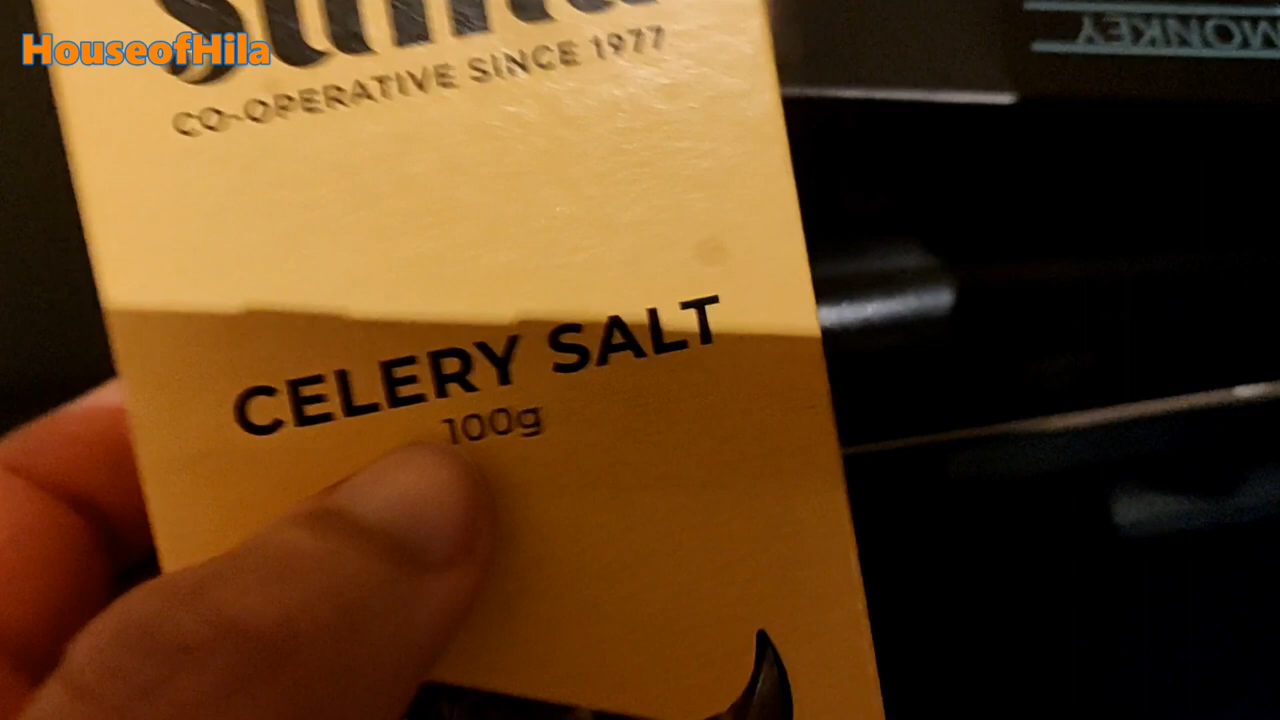 HouseofHila
CO-OPERATIVE SINCE 1977
CELERY SALT
100g
MONKEY